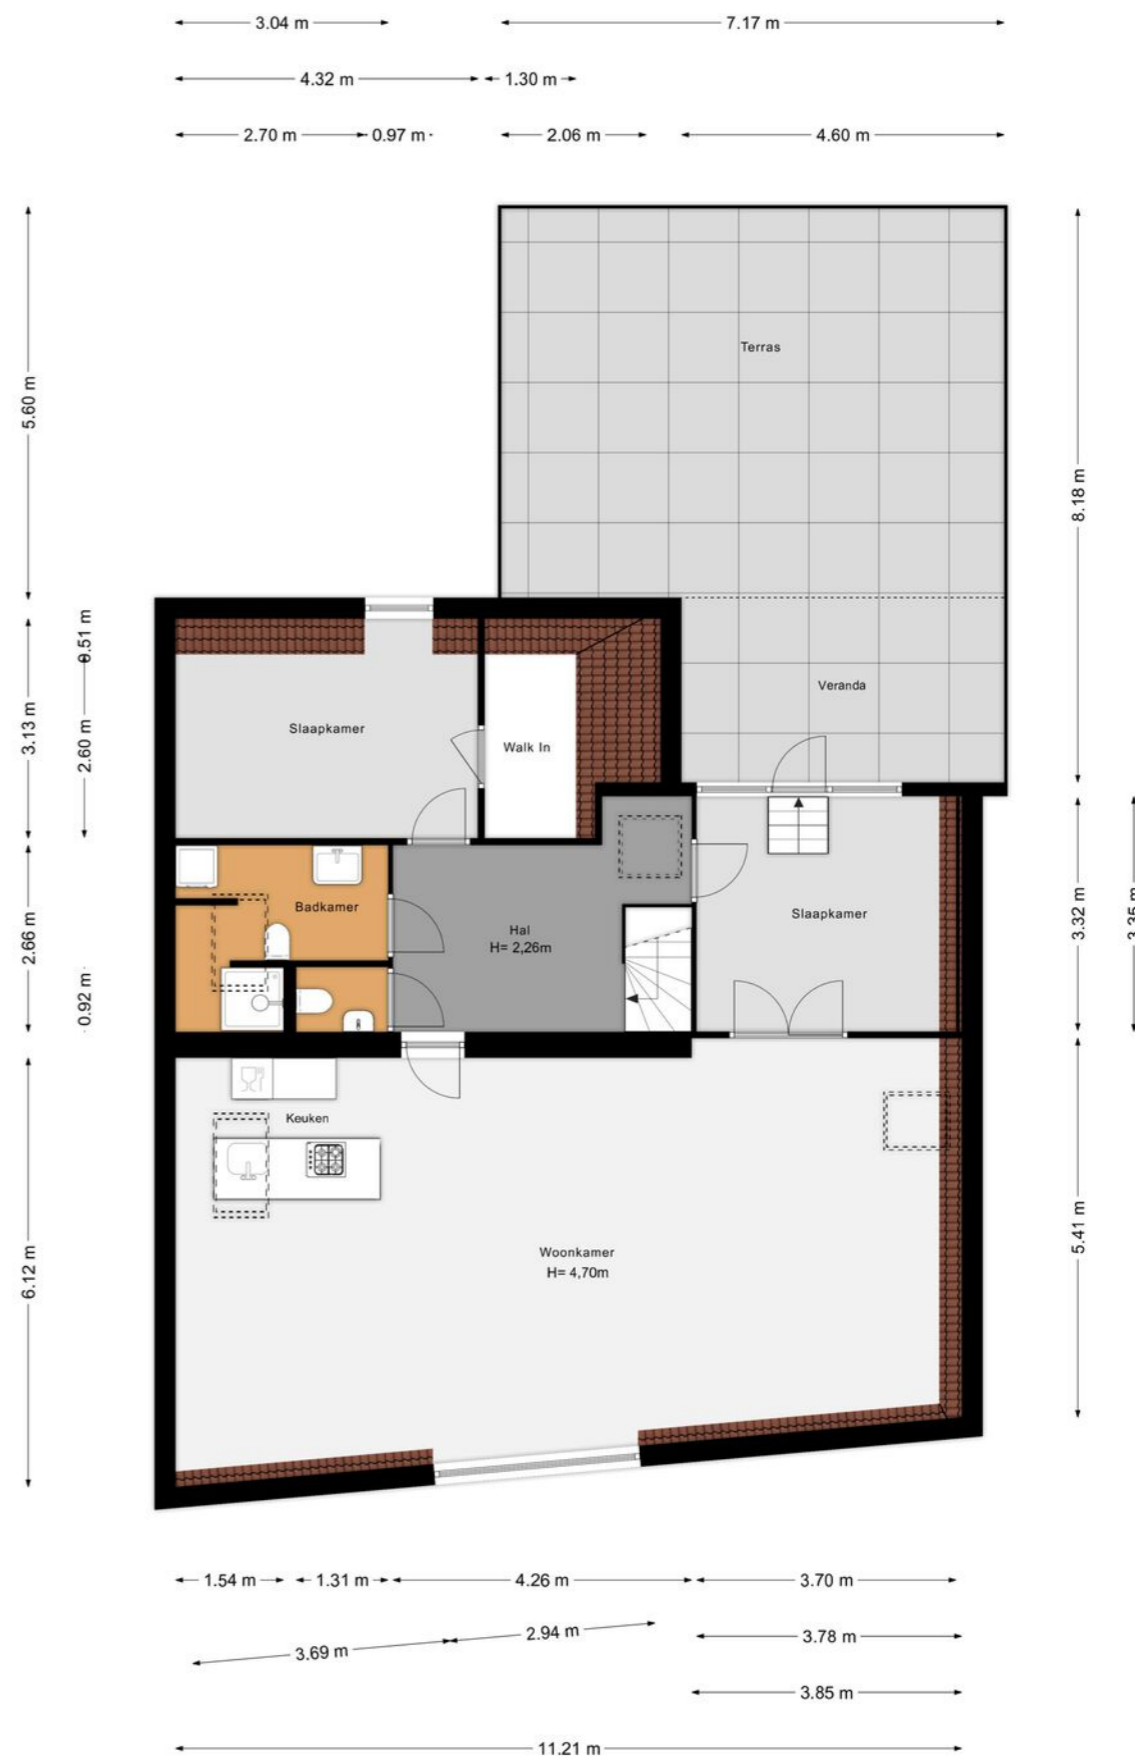 3.04 m
7.17 m
4.32 m
1.30 m
2.70 m
0.97
2.06 m
4.60 m
5.60 m
8.18 m
Terras
0.51 m
3.13 m
2.60 m
Slaapkamer
Walk In
Veranda
2.66 m
0.92 m
Badkamer
Hal
H= 2,26m
Slaapkamer
3.32 m
3.35 m
Keuken
6.12 m
5.41 m
Woonkamer
H= 4,70m
1.54 m
1.31 m
4.26 m
3.70 m
3.69 m
2.94 m
3.78 m
3.85 m
11.21 m